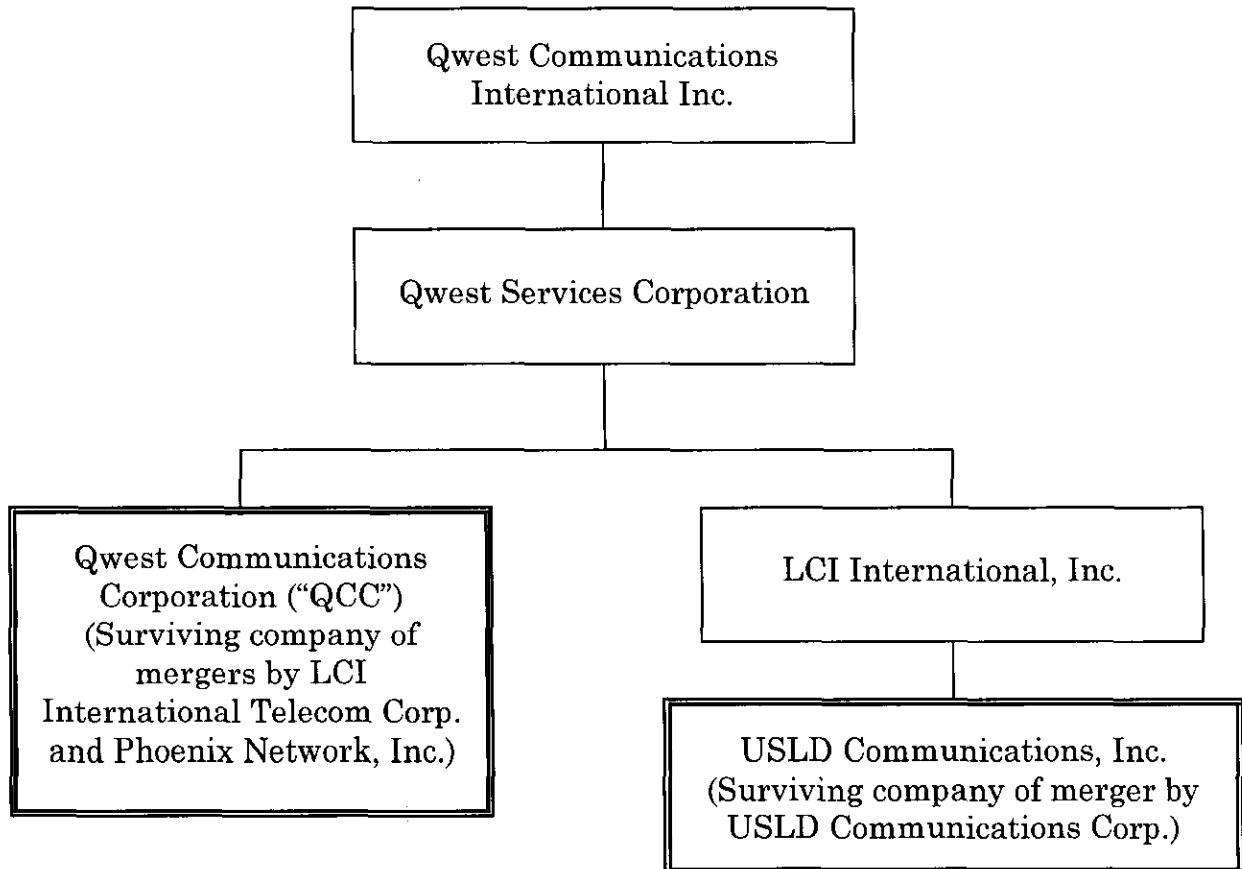 Qwest Communications
International Inc.
Qwest Services Corporation
Qwest Communications
Corporation (“QCC”)
(Surviving company of
mergers by LCI
International Telecom Corp.
and Phoenix Network, Inc.)
LCI International, Inc.
USLD Communications, Inc.
(Surviving company of merger by
USLD Communications Corp.)